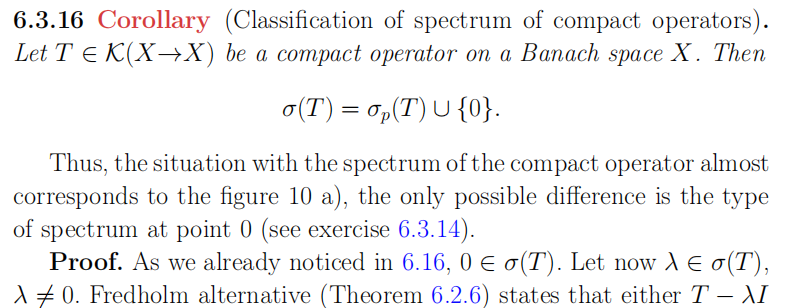 6.3.16 Corollary (Classification of spectrum of compact operators).
Let T ∈ K(X→X) be a compact operator on a Banach space X. Then
σ(T) = σₚ(T) ∪ {0}.
Thus, the situation with the spectrum of the compact operator almost
corresponds to the figure 10 a), the only possible difference is the type
of spectrum at point 0 (see exercise 6.3.14).
Proof. As we already noticed in 6.16, 0 ∈ σ(T). Let now λ ∈ σ(T),
λ ≠ 0. Fredholm alternative (Theorem 6.2.6) states that either T − λI